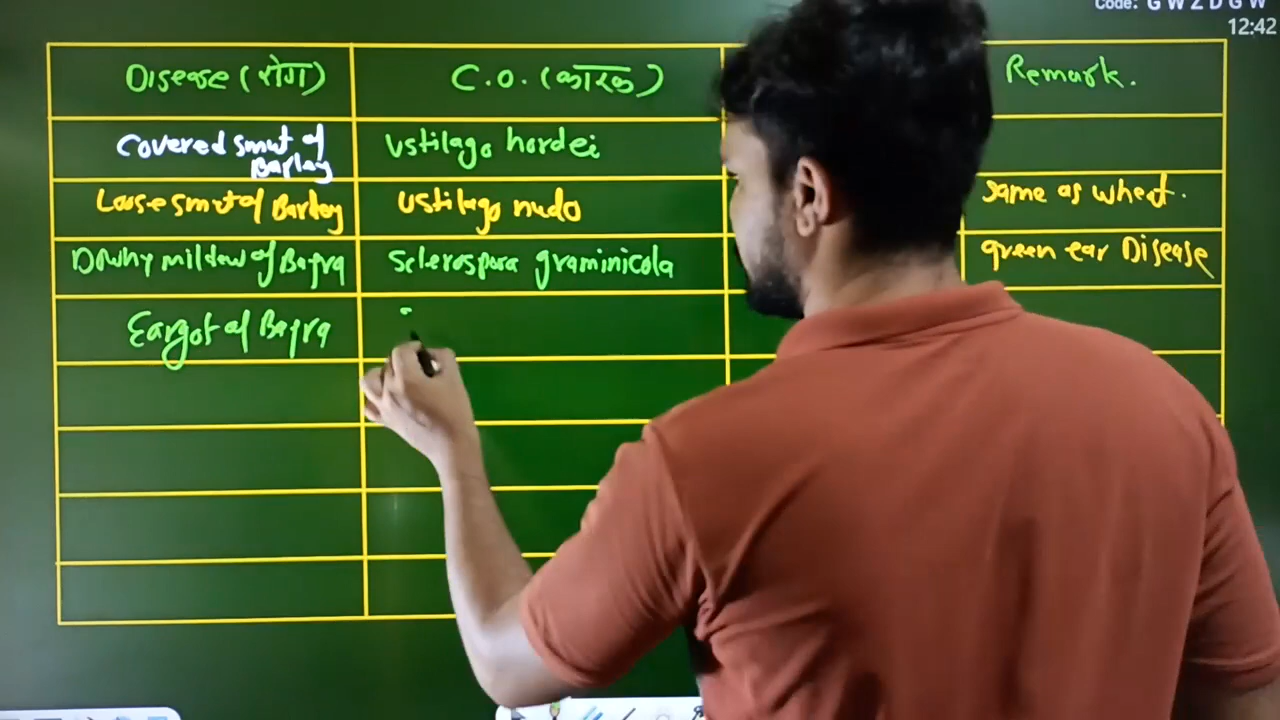 Code: G W Z D G W
12:42
Disease (रोग) C.O. (कारक) Remark.
Covered smut of Barley Ustilago hordei
Loose smut of Barley Ustilago nuda same as wheat.
Downy mildew of Bajra Sclerospora graminicola green ear Disease
Eargot of Bajra